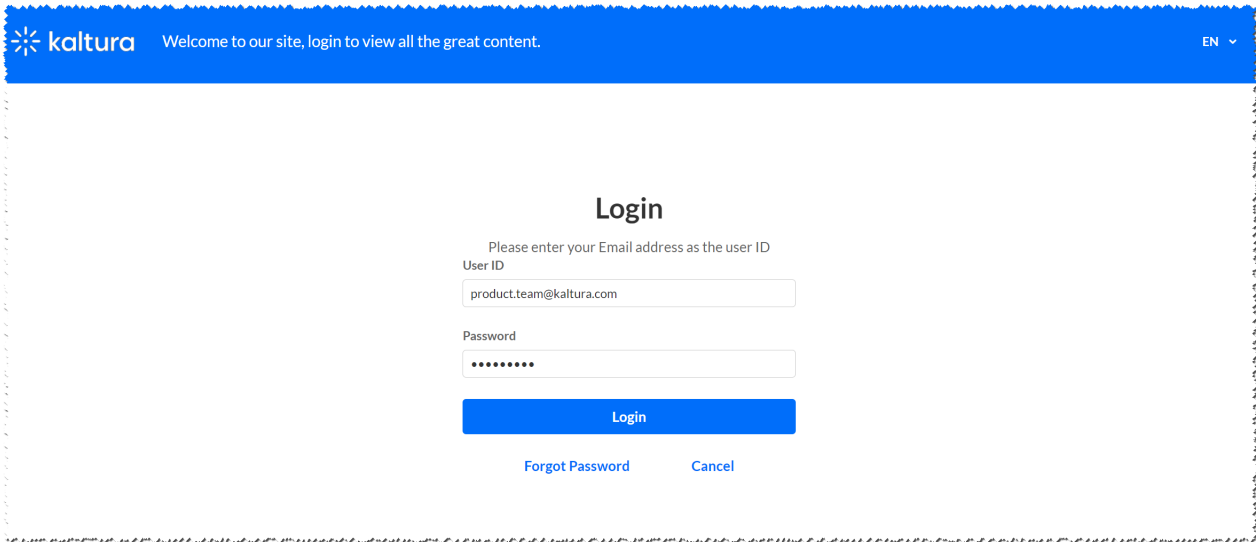 kaltura Welcome to our site, login to view all the great content. EN
Login
Please enter your Email address as the user ID
User ID
product.team@kaltura.com
Password
•••••••••
Login
Forgot Password Cancel